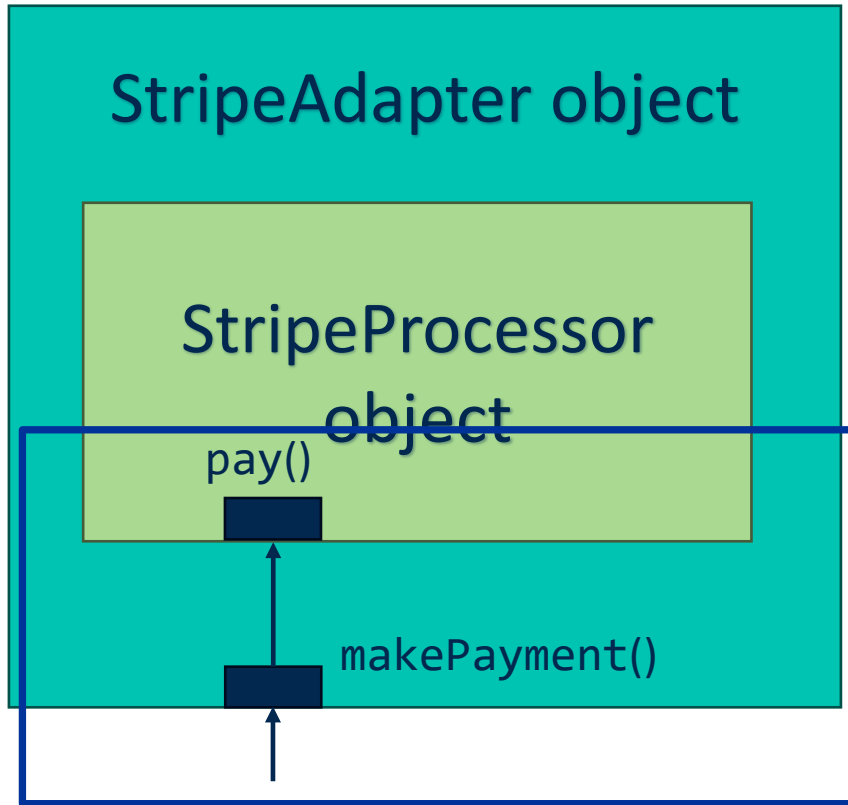 StripeAdapter object
StripeProcessor
object
pay()
makePayment()